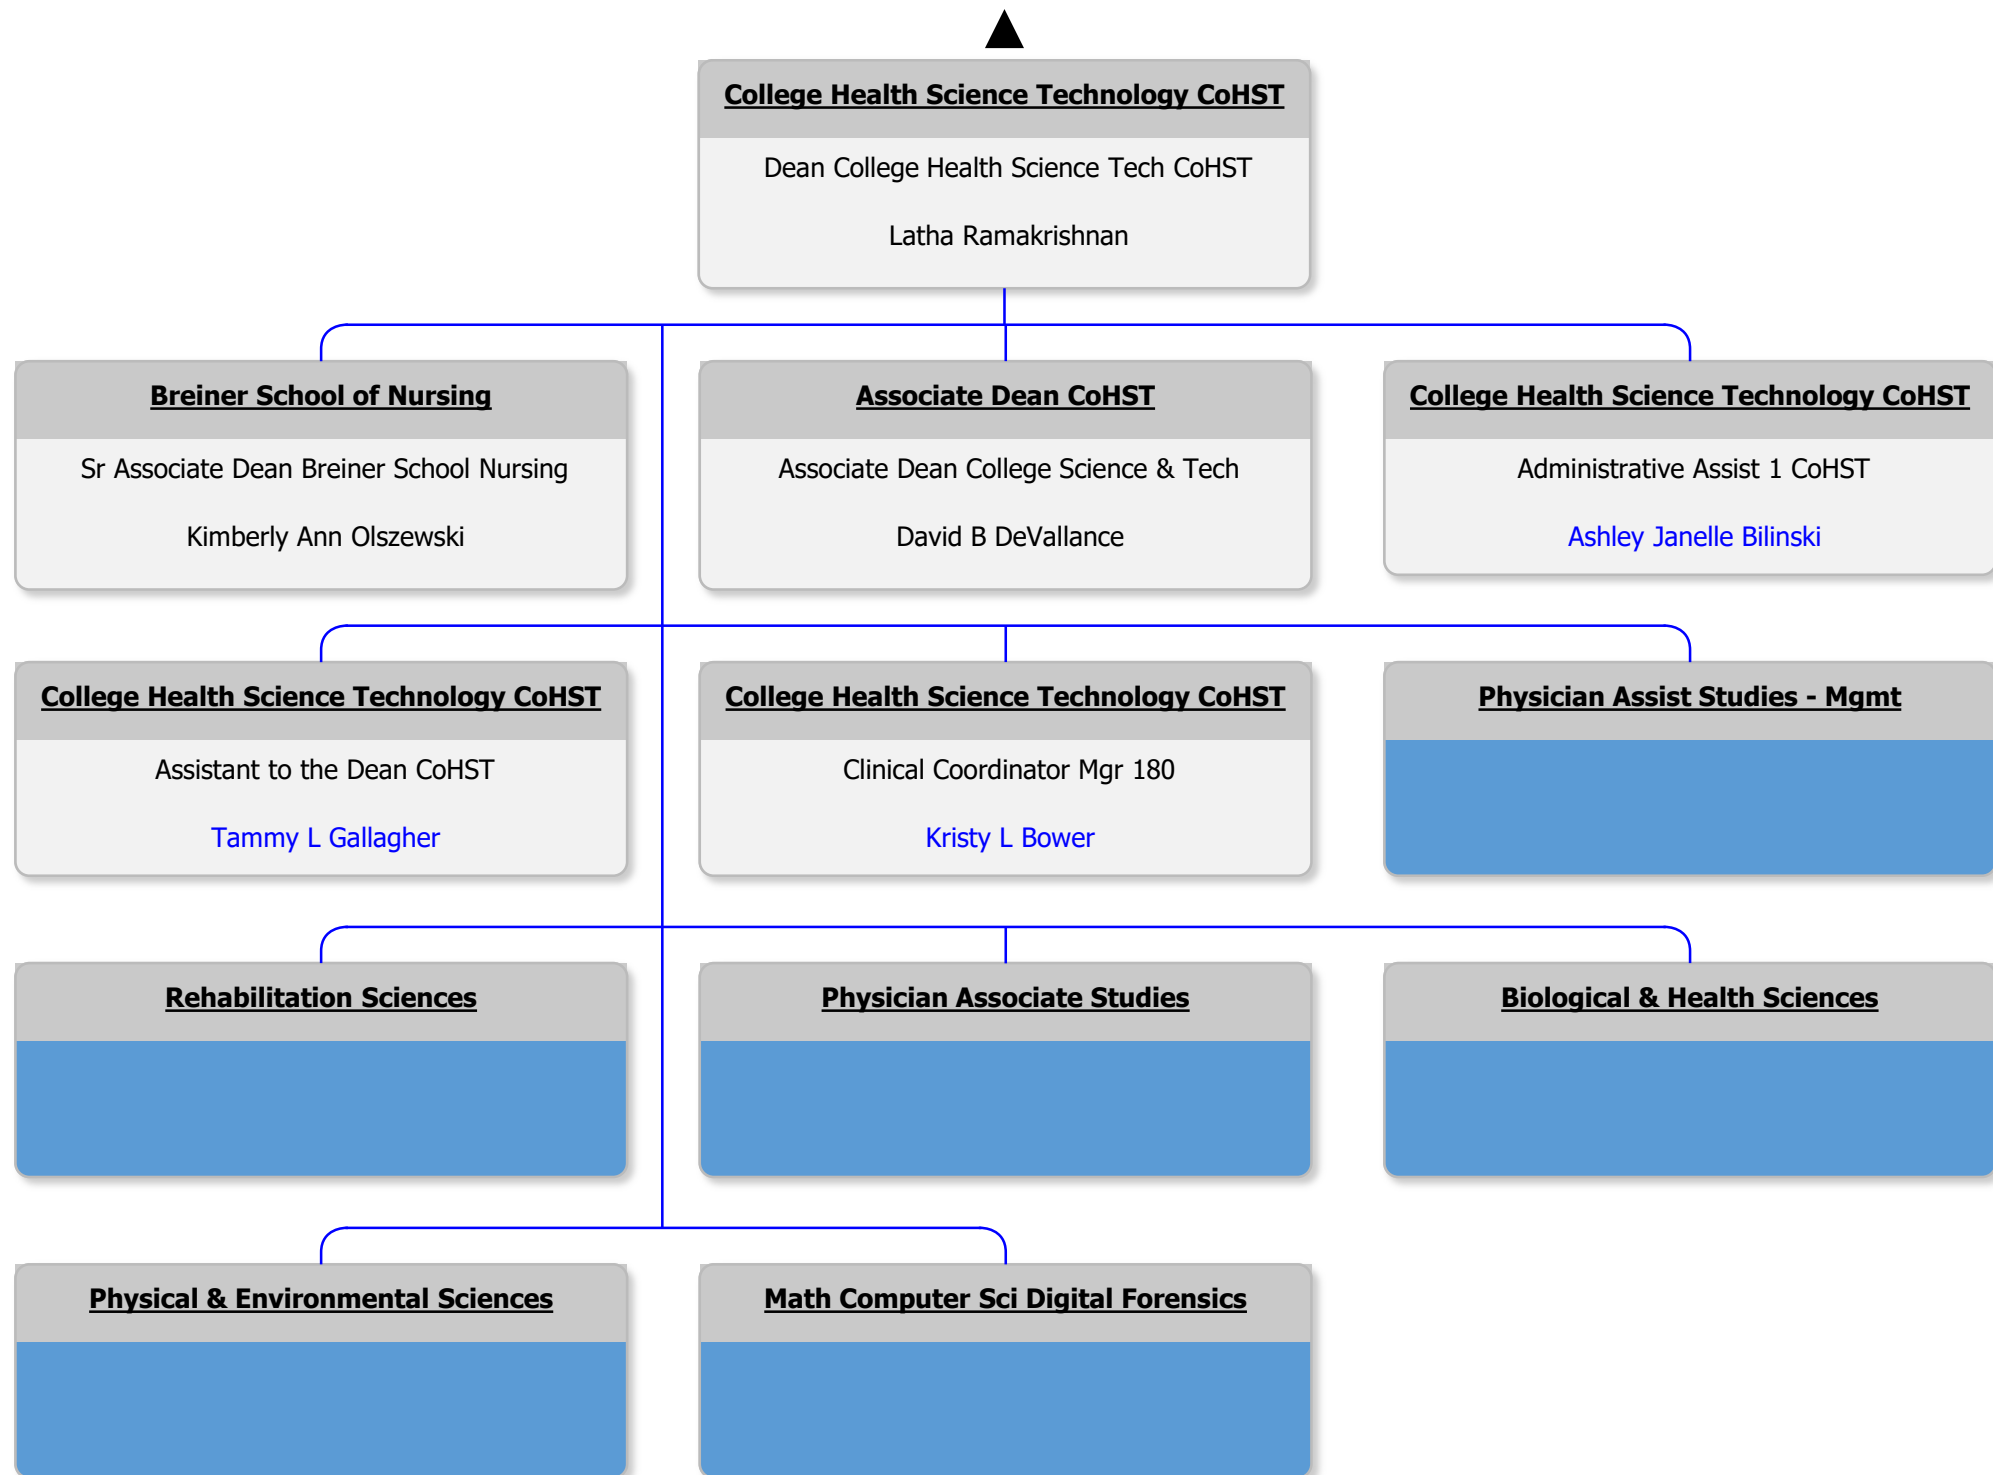 College Health Science Technology CoHST
Dean College Health Science Tech CoHST
Latha Ramakrishnan
Breiner School of Nursing
Sr Associate Dean Breiner School Nursing
Kimberly Ann Olszewski
Associate Dean CoHST
Associate Dean College Science & Tech
David B DeVallance
College Health Science Technology CoHST
Administrative Assist 1 CoHST
Ashley Janelle Bilinski
College Health Science Technology CoHST
Assistant to the Dean CoHST
Tammy L Gallagher
College Health Science Technology CoHST
Clinical Coordinator Mgr 180
Kristy L Bower
Physician Assist Studies - Mgmt
Rehabilitation Sciences
Physician Associate Studies
Biological & Health Sciences
Physical & Environmental Sciences
Math Computer Sci Digital Forensics